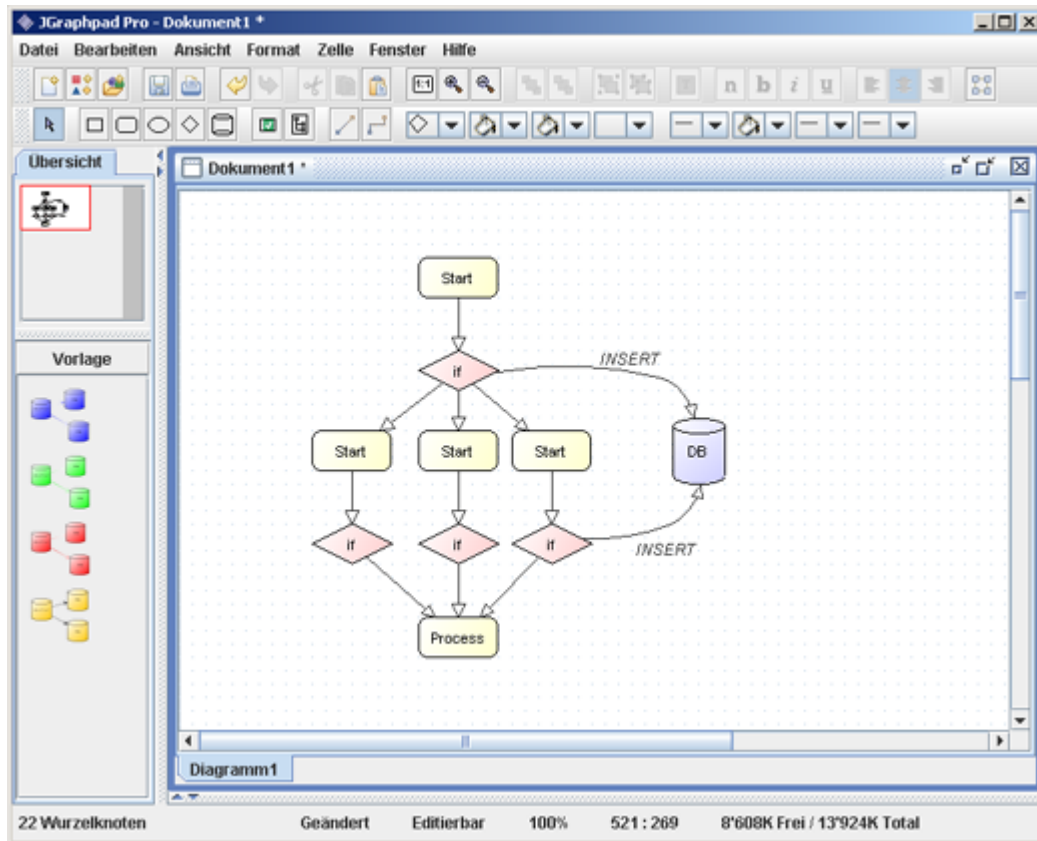 JGraphpad Pro - Dokument1 *
Datei Bearbeiten Ansicht Format Zelle Fenster Hilfe
1:1
n b i u
Übersicht
Dokument1 *
Vorlage
Start
if
INSERT
Start Start Start
DB
if if if
INSERT
Process
Diagramm1
22 Wurzelknoten Geändert Editierbar 100% 521 : 269 8'608K Frei / 13'924K Total